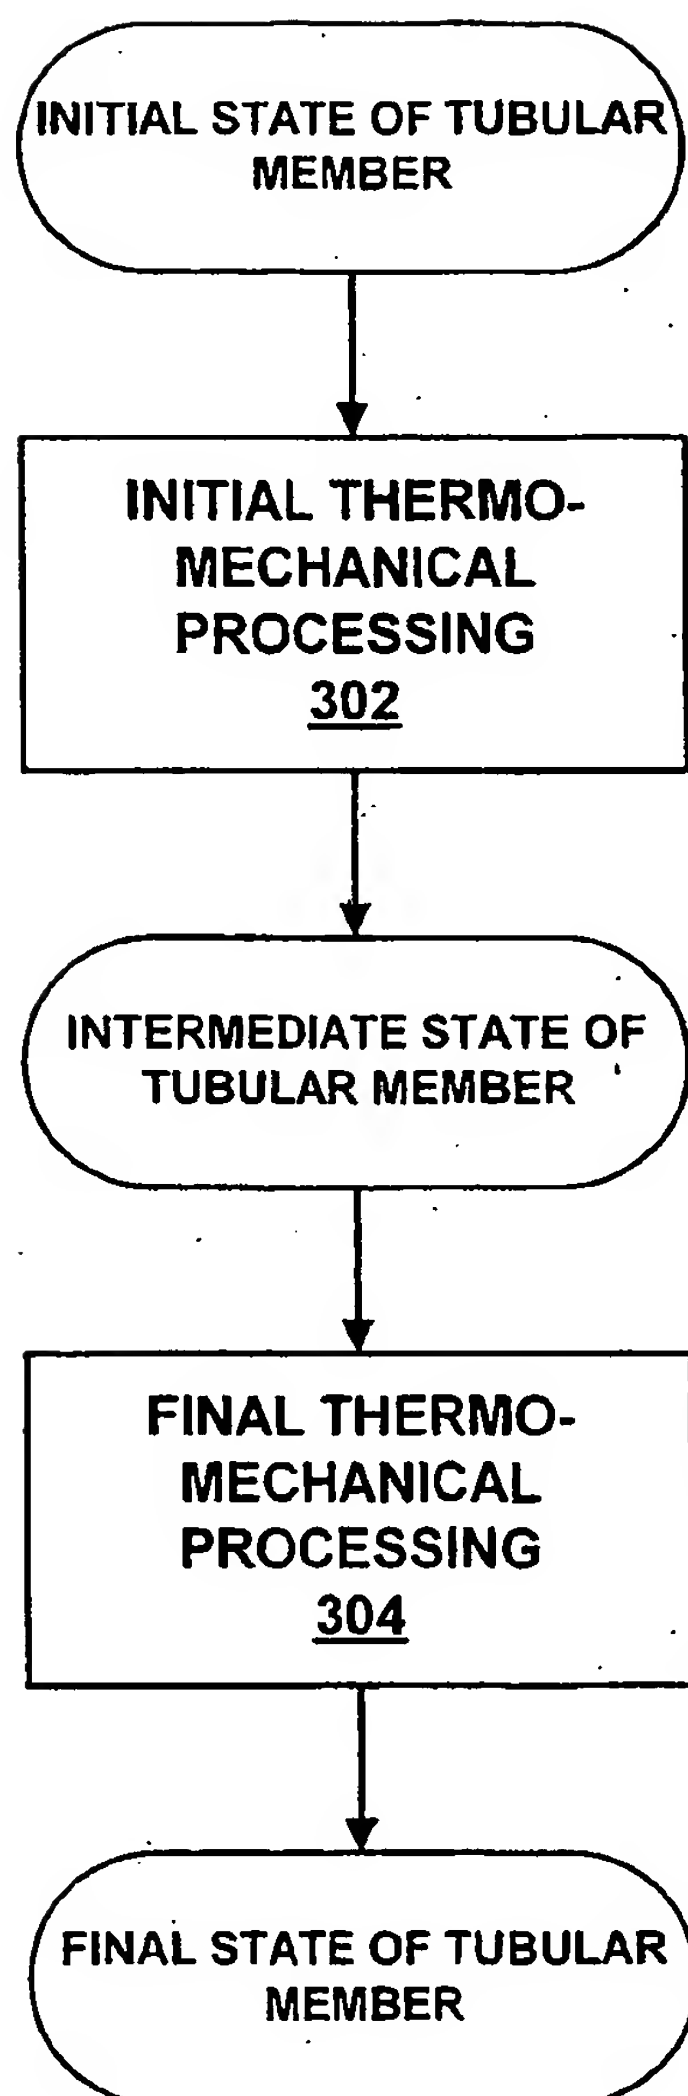 INITIAL STATE OF TUBULAR
MEMBER
INITIAL THERMO-
MECHANICAL
PROCESSING
302
INTERMEDIATE STATE OF
TUBULAR MEMBER
FINAL THERMO-
MECHANICAL
PROCESSING
304
FINAL STATE OF TUBULAR
MEMBER